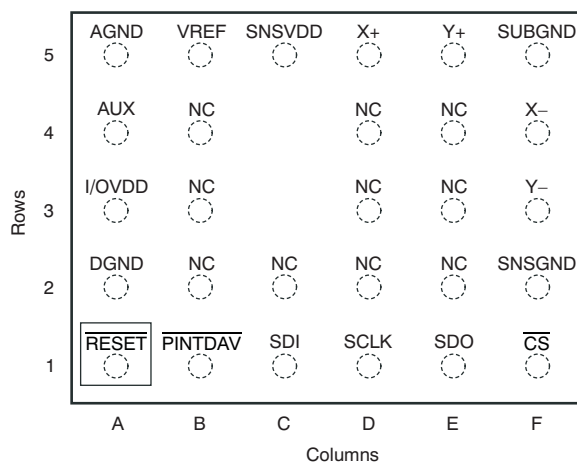 AGND VREF SNSVDD X+ Y+ SUBGND
5
AUX NC NC NC X−
4
I/OVDD NC NC NC Y−
3
DGND NC NC NC NC SNSGND
2
RESET PINTDAV SDI SCLK SDO CS
1
Rows
A B C D E F
Columns